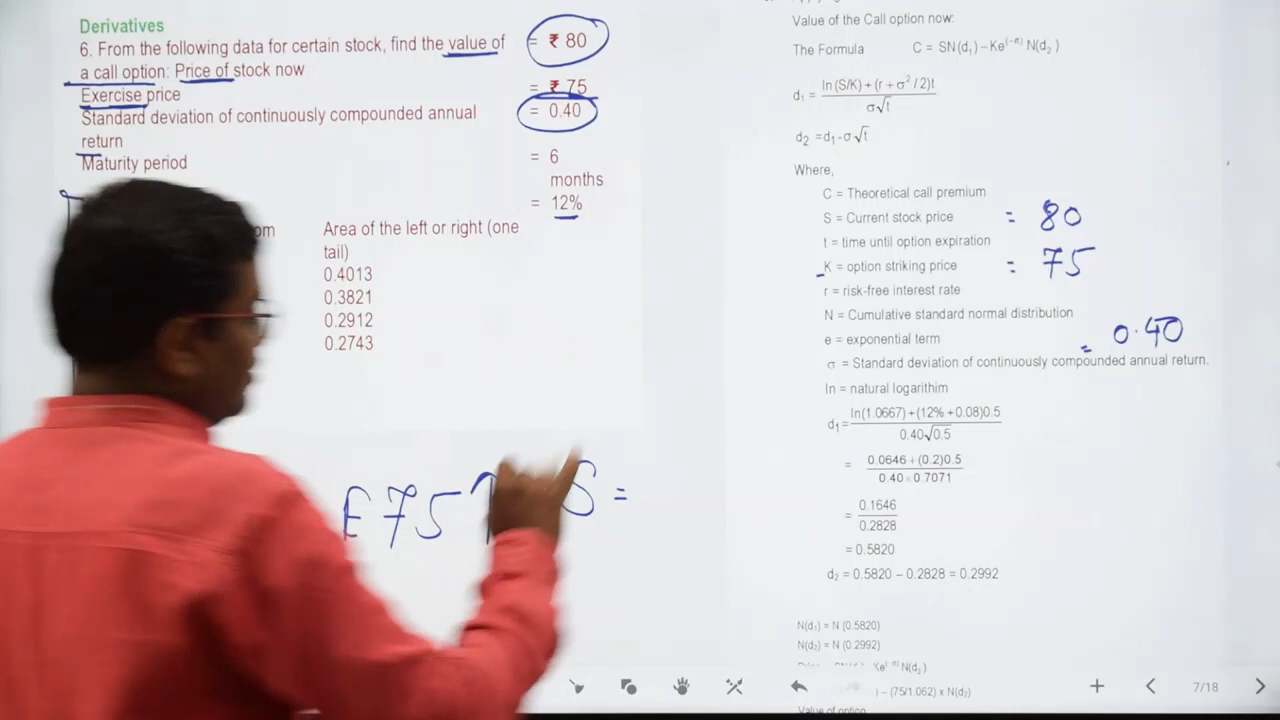 Derivatives
6. From the following data for certain stock, find the value of = ₹ 80
a call option: Price of stock now
Exercise price = ₹ 75
Standard deviation of continuously compounded annual = 0.40
return
Maturity period = 6
months
= 12%
Area of the left or right (one
tail)
0.4013
0.3821
0.2912
0.2743
E 75
S =
Value of the Call option now:
The Formula C = SN(d₁) – Ke^(-rt) N(d₂ )
d₁ = ln (S/K) + (r + σ² / 2)t
σ√t
d₂ =d₁-σ√t
Where,
C = Theoretical call premium
S = Current stock price = 80
t = time until option expiration
K = option striking price = 75
r = risk-free interest rate
N = Cumulative standard normal distribution
e = exponential term = 0.40
σ = Standard deviation of continuously compounded annual return.
ln = natural logarithim
d₁= ln(1.0667) + (12% + 0.08)0.5
0.40√0.5
= 0.0646 + (0.2)0.5
0.40 x 0.7071
= 0.1646
0.2828
= 0.5820
d₂ = 0.5820 – 0.2828 = 0.2992
N(d₁) = N (0.5820)
N(d₂) = N (0.2992)
N(d₂ )
– (75/1.062) x N(d₂)
Value of option
7/18